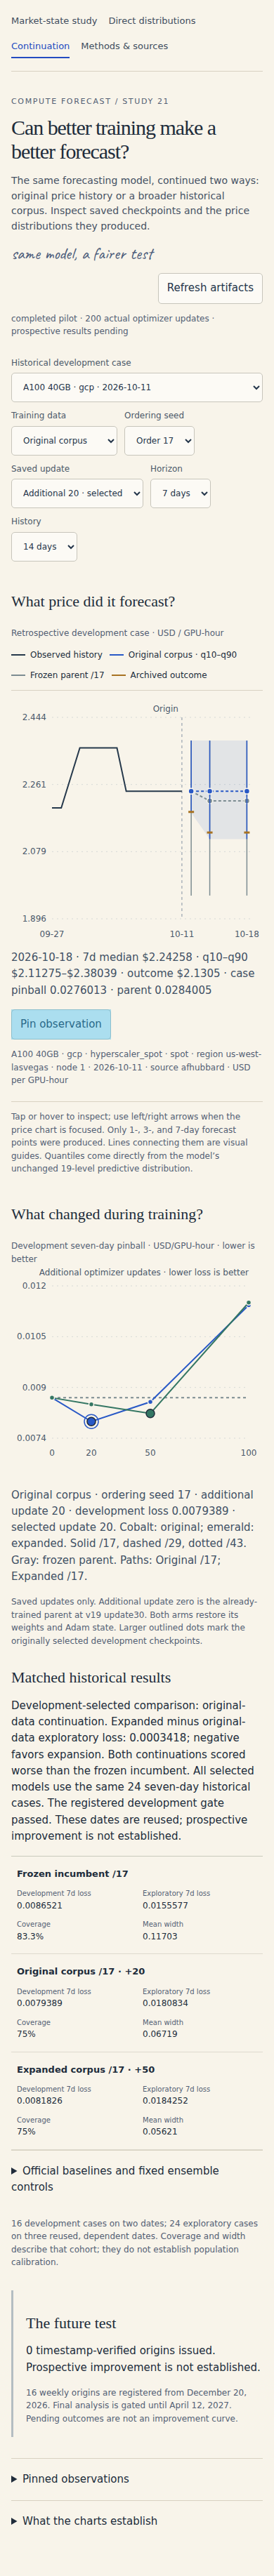 Market-state study Direct distributions
Continuation Methods & sources
COMPUTE FORECAST / STUDY 21
Can better training make a
better forecast?
The same forecasting model, continued two ways:
original price history or a broader historical
corpus. Inspect saved checkpoints and the price
distributions they produced.
same model, a fairer test
Refresh artifacts
completed pilot · 200 actual optimizer updates ·
prospective results pending
Historical development case
A100 40GB · gcp · 2026-10-11
Training data Ordering seed
Original corpus Order 17
Saved update Horizon
Additional 20 · selected 7 days
History
14 days
What price did it forecast?
Retrospective development case · USD / GPU-hour
Observed history Original corpus · q10–q90
Frozen parent /17 Archived outcome
Origin
2.444
2.261
2.079
1.896
09-27 10-11 10-18
2026-10-18 · 7d median $2.24258 · q10–q90
$2.11275–$2.38039 · outcome $2.1305 · case
pinball 0.0276013 · parent 0.0284005
Pin observation
A100 40GB · gcp · hyperscaler_spot · spot · region us-west-
lasvegas · node 1 · 2026-10-11 · source afhubbard · USD
per GPU-hour
Tap or hover to inspect; use left/right arrows when the
price chart is focused. Only 1-, 3-, and 7-day forecast
points were produced. Lines connecting them are visual
guides. Quantiles come directly from the model's
unchanged 19-level predictive distribution.
What changed during training?
Development seven-day pinball · USD/GPU-hour · lower is
better
Additional optimizer updates · lower loss is better
0.012
0.0105
0.009
0.0074
0 20 50 100
Original corpus · ordering seed 17 · additional
update 20 · development loss 0.0079389 ·
selected update 20. Cobalt: original; emerald:
expanded. Solid /17, dashed /29, dotted /43.
Gray: frozen parent. Paths: Original /17;
Expanded /17.
Saved updates only. Additional update zero is the already-
trained parent at v19 update30. Both arms restore its
weights and Adam state. Larger outlined dots mark the
originally selected development checkpoints.
Matched historical results
Development-selected comparison: original-
data continuation. Expanded minus original-
data exploratory loss: 0.0003418; negative
favors expansion. Both continuations scored
worse than the frozen incumbent. All selected
models use the same 24 seven-day historical
cases. The registered development gate
passed. These dates are reused; prospective
improvement is not established.
Frozen incumbent /17
Development 7d loss Exploratory 7d loss
0.0086521 0.0155577
Coverage Mean width
83.3% 0.11703
Original corpus /17 · +20
Development 7d loss Exploratory 7d loss
0.0079389 0.0180834
Coverage Mean width
75% 0.06719
Expanded corpus /17 · +50
Development 7d loss Exploratory 7d loss
0.0081826 0.0184252
Coverage Mean width
75% 0.05621
Official baselines and fixed ensemble
controls
16 development cases on two dates; 24 exploratory cases
on three reused, dependent dates. Coverage and width
describe that cohort; they do not establish population
calibration.
The future test
0 timestamp-verified origins issued.
Prospective improvement is not established.
16 weekly origins are registered from December 20,
2026. Final analysis is gated until April 12, 2027.
Pending outcomes are not an improvement curve.
Pinned observations
What the charts establish